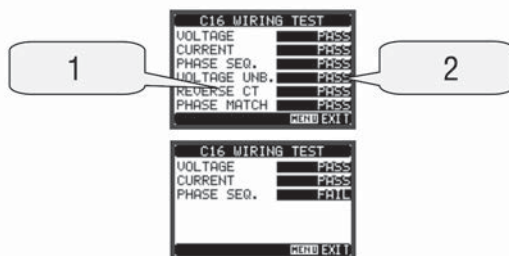 C16 WIRING TEST
VOLTAGE PASS
CURRENT PASS
PHASE SEQ. PASS
VOLTAGE UNB. PASS
REVERSE CT PASS
PHASE MATCH PASS
MENU EXIT
1
2
C16 WIRING TEST
VOLTAGE PASS
CURRENT PASS
PHASE SEQ. FAIL
MENU EXIT